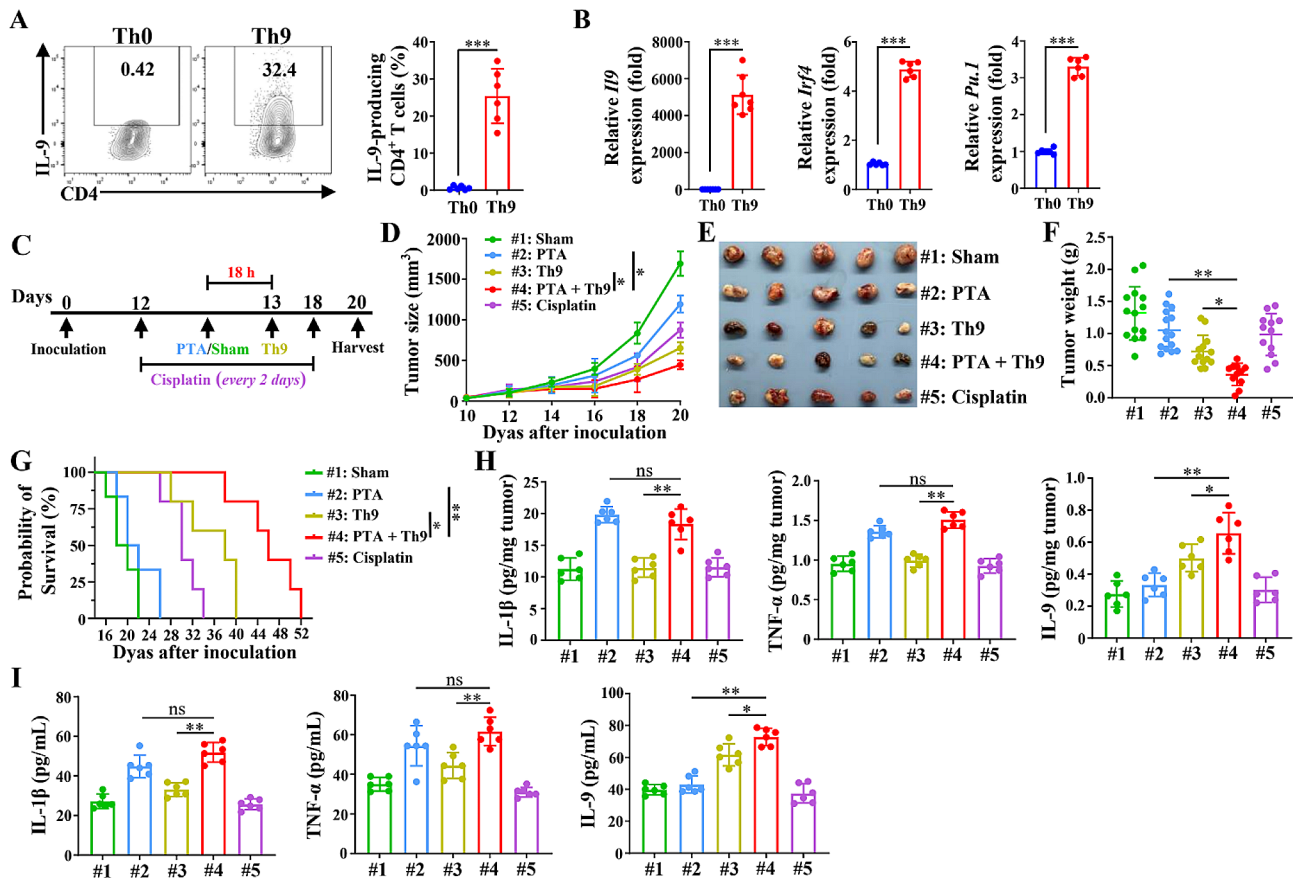 A
Th0
Th9
0.42
32.4
IL-9
CD4
IL-9-producing
CD4+ T cells (%)
40
30
20
10
0
***
Th0 Th9
B
Relative Il9
expression (fold)
8000
6000
4000
2000
0
***
Th0 Th9
Relative Irf4
expression (fold)
6
4
2
0
***
Th0 Th9
Relative Pu.1
expression (fold)
4
3
2
1
0
***
Th0 Th9
C
18 h
Days 0 12 13 18 20
Inoculation PTA/Sham Th9 Harvest
Cisplatin (every 2 days)
D
Tumor size (mm3)
2000
1500
1000
500
0
10 12 14 16 18 20
Dyas after inoculation
#1: Sham
#2: PTA
#3: Th9
#4: PTA + Th9
#5: Cisplatin
*
*
E
#1: Sham
#2: PTA
#3: Th9
#4: PTA + Th9
#5: Cisplatin
F
Tumor weight (g)
2.5
2.0
1.5
1.0
0.5
0.0
**
*
#1 #2 #3 #4 #5
G
Probability of
Survival (%)
100
75
50
25
0
16 20 24 28 32 36 40 44 48 52
Dyas after inoculation
#1: Sham
#2: PTA
#3: Th9
#4: PTA + Th9
#5: Cisplatin
*
**
H
IL-1β (pg/mg tumor)
25
20
15
10
5
0
ns
**
#1 #2 #3 #4 #5
TNF-α (pg/mg tumor)
2.0
1.5
1.0
0.5
0.0
ns
**
#1 #2 #3 #4 #5
IL-9 (pg/mg tumor)
1.0
0.8
0.6
0.4
0.2
0.0
**
*
#1 #2 #3 #4 #5
I
IL-1β (pg/mL)
80
60
40
20
0
ns
**
#1 #2 #3 #4 #5
TNF-α (pg/mL)
80
60
40
20
0
ns
**
#1 #2 #3 #4 #5
IL-9 (pg/mL)
100
80
60
40
20
0
**
*
#1 #2 #3 #4 #5